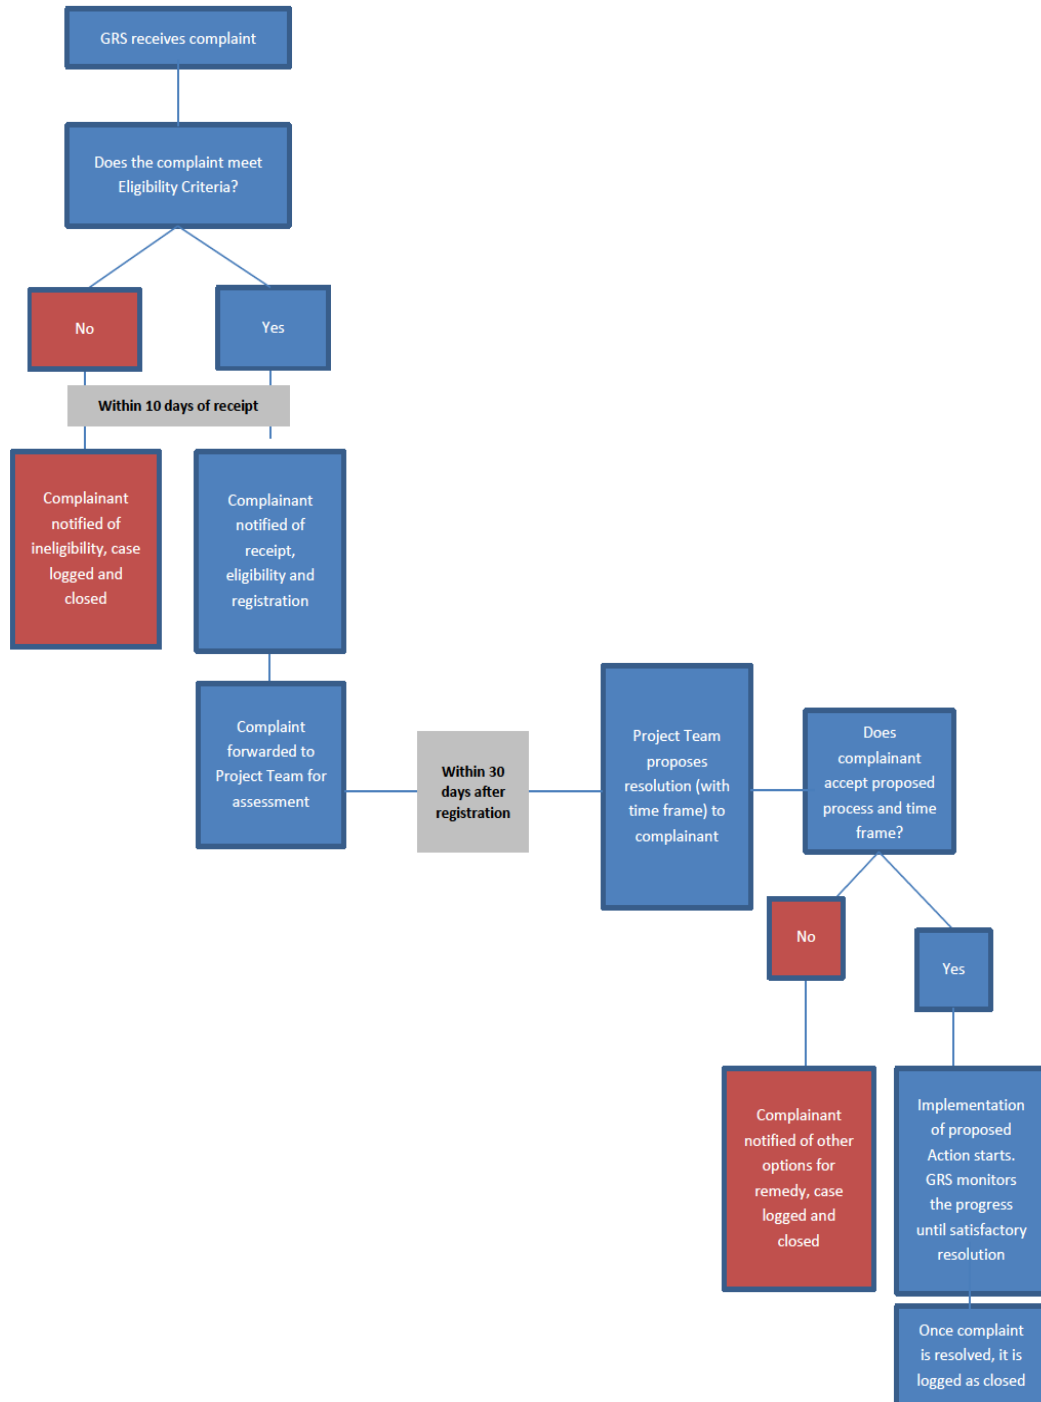 GRS receives complaint
Does the complaint meet
Eligibility Criteria?
No
Yes
Within 10 days of receipt
Complainant
notified of
ineligibility, case
logged and
closed
Complainant
notified of
receipt,
eligibility and
registration
Complaint
forwarded to
Project Team for
assessment
Within 30
days after
registration
Project Team
proposes
resolution (with
time frame) to
complainant
Does
complainant
accept proposed
process and time
frame?
No
Yes
Complainant
notified of other
options for
remedy, case
logged and
closed
Implementation
of proposed
Action starts.
GRS monitors
the progress
until satisfactory
resolution
Once complaint
is resolved, it is
logged as closed